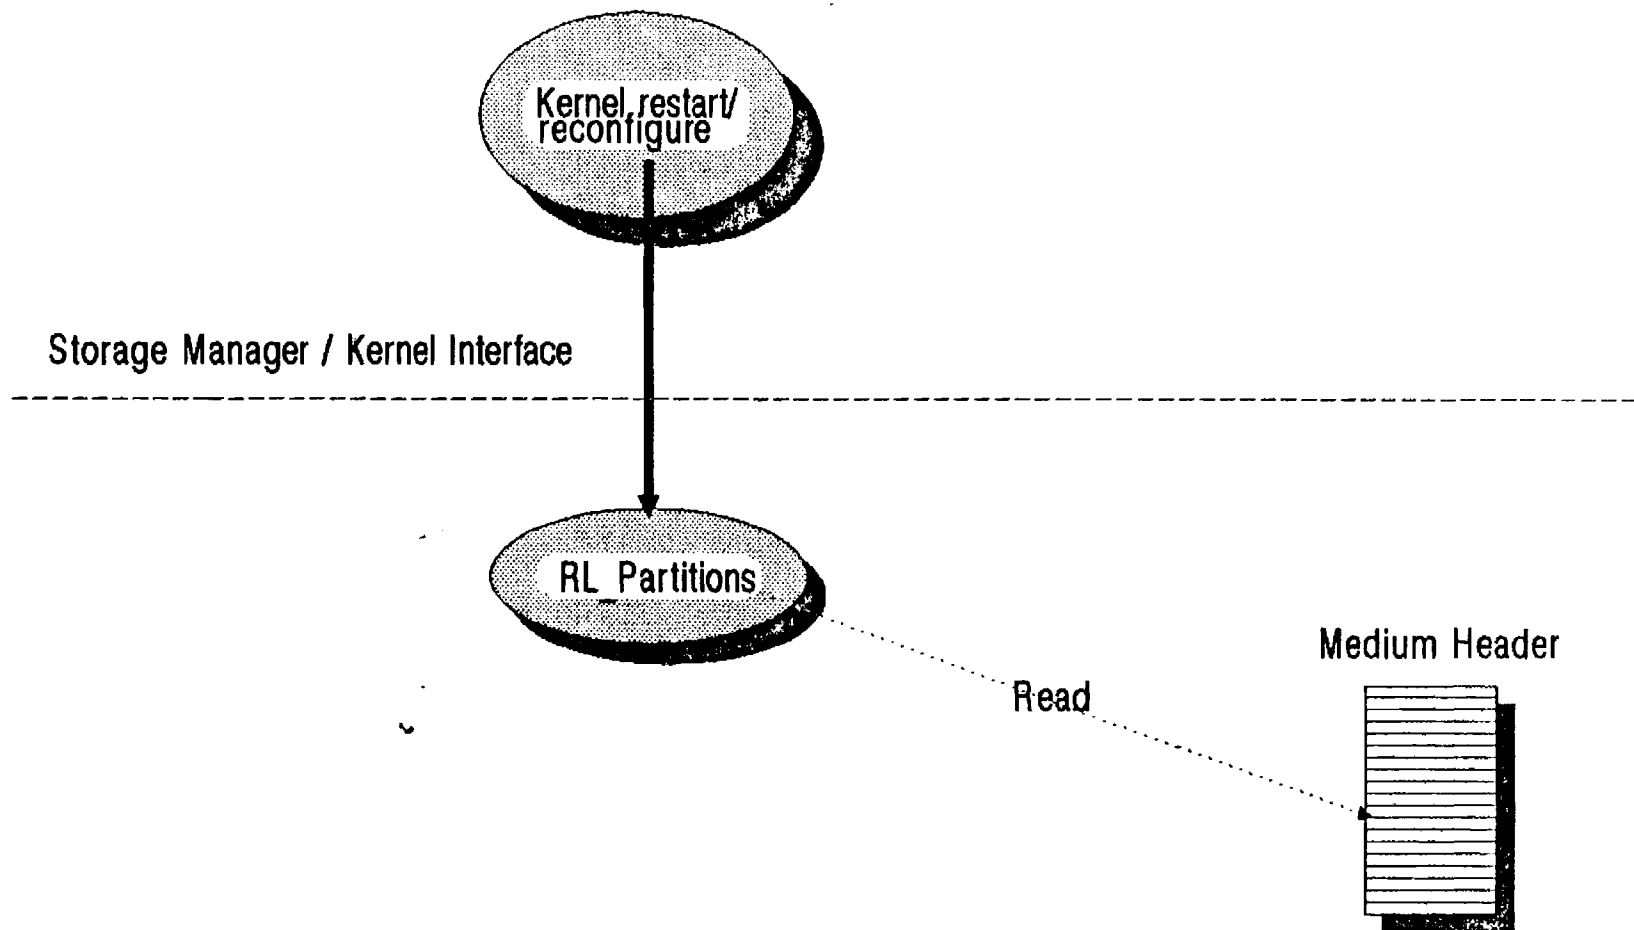 Kernel restart/
reconfigure
Storage Manager / Kernel Interface
RL_Partitions
Medium Header
Read